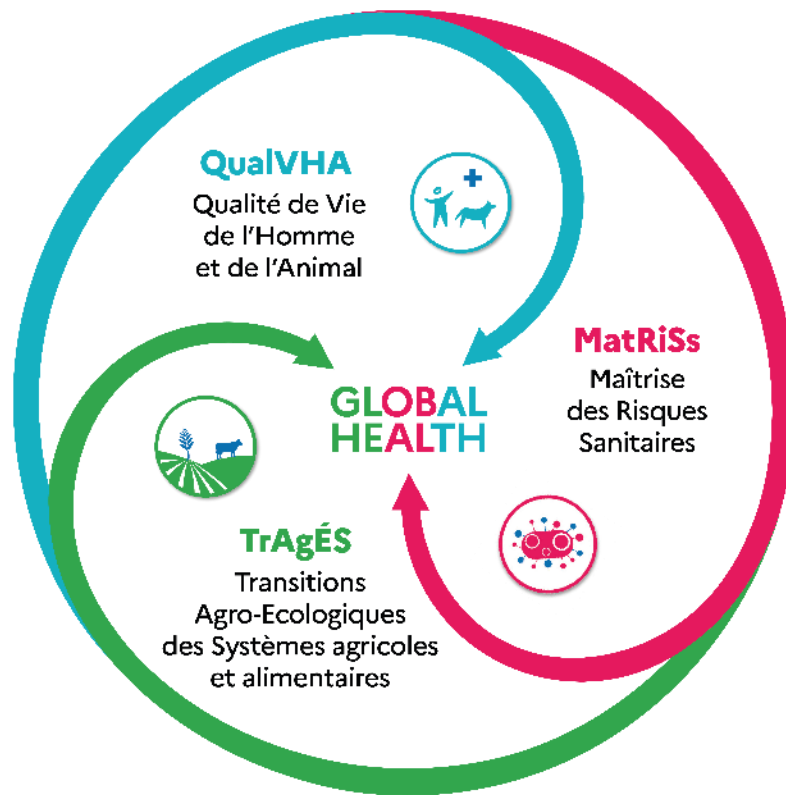 QualVHA
Qualité de Vie
de l'Homme
et de l'Animal
MatRiSs
Maîtrise
des Risques
Sanitaires
GLOBAL
HEALTH
TrAgÉS
Transitions
Agro-Ecologiques
des Systèmes agricoles
et alimentaires